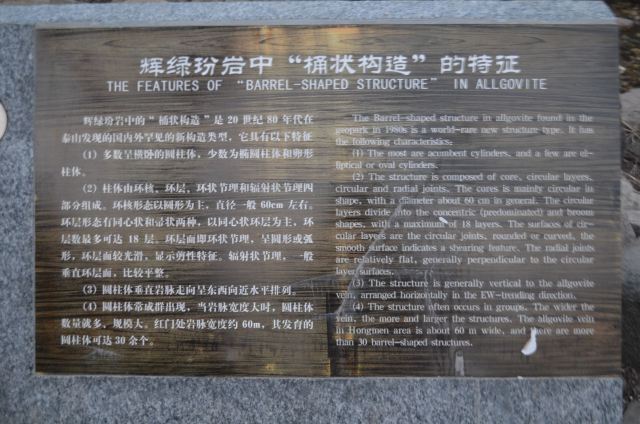 辉绿玢岩中“桶状构造”的特征
THE FEATURES OF “BARREL-SHAPED STRUCTURE” IN ALLGOVITE
辉绿玢岩中的“桶状构造”是20世纪80年代在
泰山发现的国内外罕见的新构造类型，它具有以下特征
(1) 多数呈横卧的圆柱体，少数为椭圆柱体和卵形
柱体。
(2) 柱体由环核、环层、环状节理和辐射状节理四
部分组成。环核形态以圆形为主，直径一般60cm左右。
环层形态有同心状和帚状两种，以同心状环层为主，环
层数最多可达18层。环层面即环状节理，呈圆形或弧
形，环层面较光滑，显示剪性特征。辐射状节理，一般
垂直环层面，比较平整。
(3) 圆柱体垂直岩脉走向呈东西向近水平排列。
(4) 圆柱体常成群出现，当岩脉宽度大时，圆柱体
数量就多、规模大。红门处岩脉宽度约60m，其发育的
圆柱体可达30余个。
The Barrel-shaped structure in allgovite found in the
geopark in 1980s is a world-rare new structure type. It has
the following characteristics:
(1) The most are acumbent cylinders, and a few are el-
liptical or oval cylinders.
(2) The structure is composed of core, circular layers,
circular and radial joints. The cores is mainly circular in
shape, with a diameter about 60 cm in general. The circular
layers divide into the concentric (predominated) and broom
shapes, with a maximum of 18 layers. The surfaces of cir-
cular layers are the circular joints, rounded or curved, the
smooth surface indicates a shearing feature. The radial joints
are relatively flat, generally perpendicular to the circular
layer surfaces.
(3) The structure is generally vertical to the allgovite
vein, arranged horizontally in the EW-trending direction.
(4) The structure often occurs in groups. The wider the
vein, the more and larger the structures. The allgovite vein
in Hongmen area is about 60 m wide, and there are more
than 30 barrel-shaped structures.